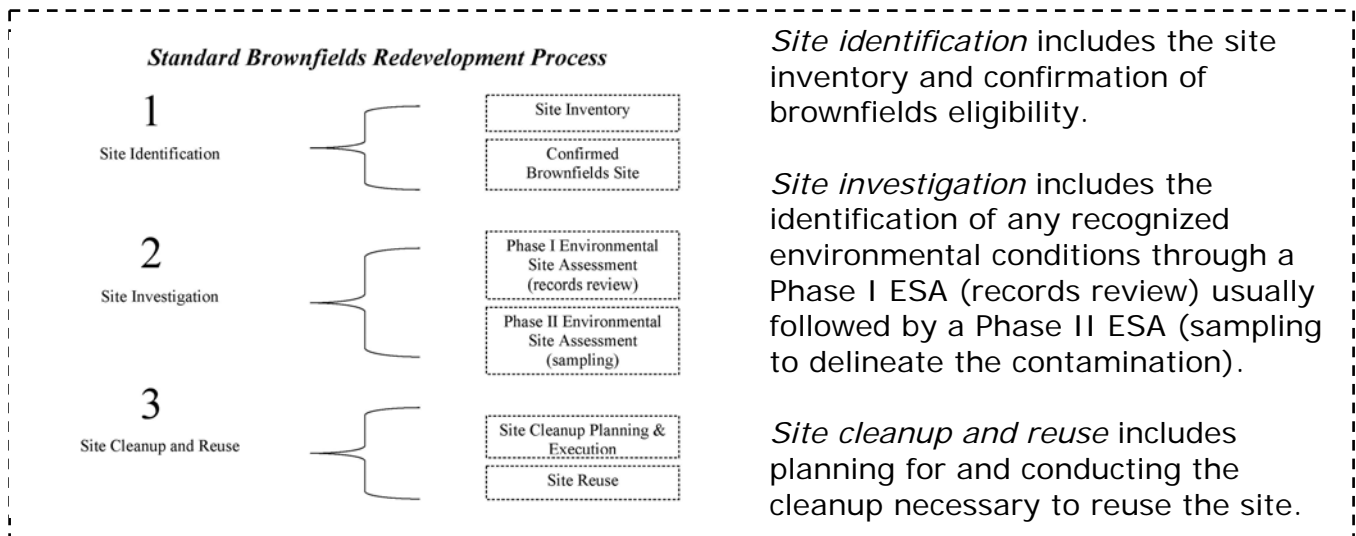 Standard Brownfields Redevelopment Process
1
Site Identification
Site Inventory
Confirmed
Brownfields Site
2
Site Investigation
Phase I Environmental
Site Assessment
(records review)
Phase II Environmental
Site Assessment
(sampling)
3
Site Cleanup and Reuse
Site Cleanup Planning &
Execution
Site Reuse
Site identification includes the site
inventory and confirmation of
brownfields eligibility.
Site investigation includes the
identification of any recognized
environmental conditions through a
Phase I ESA (records review) usually
followed by a Phase II ESA (sampling
to delineate the contamination).
Site cleanup and reuse includes
planning for and conducting the
cleanup necessary to reuse the site.